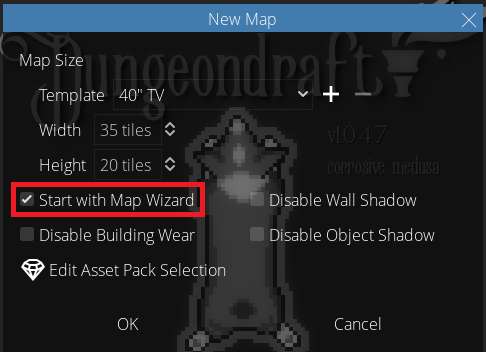 New Map
Dungeondraft
Map Size
Template 40" TV
Width 35 tiles
v1.0.4.7
Height 20 tiles
corrosive medusa
Start with Map Wizard Disable Wall Shadow
Disable Building Wear Disable Object Shadow
Edit Asset Pack Selection
OK Cancel